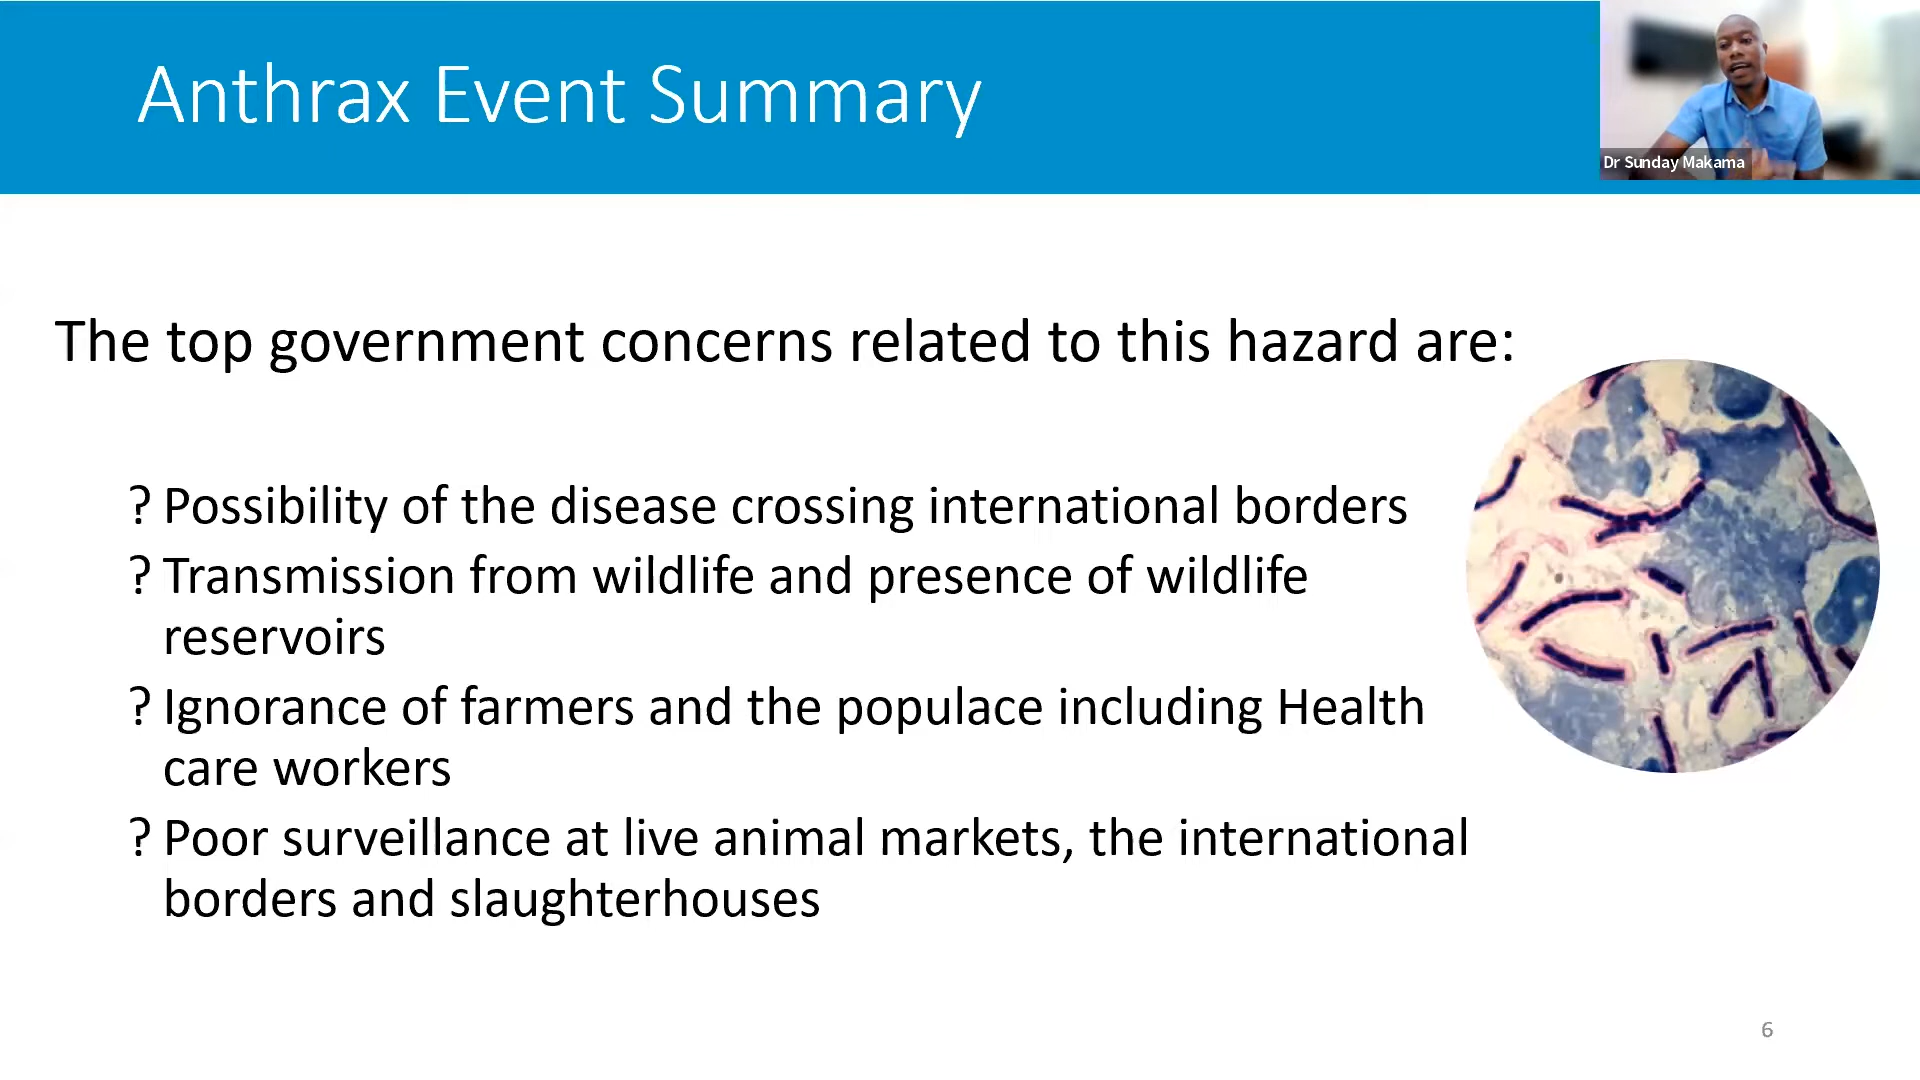 Anthrax Event Summary
Dr Sunday Makama
The top government concerns related to this hazard are:
? Possibility of the disease crossing international borders
? Transmission from wildlife and presence of wildlife
reservoirs
? Ignorance of farmers and the populace including Health
care workers
? Poor surveillance at live animal markets, the international
borders and slaughterhouses
6